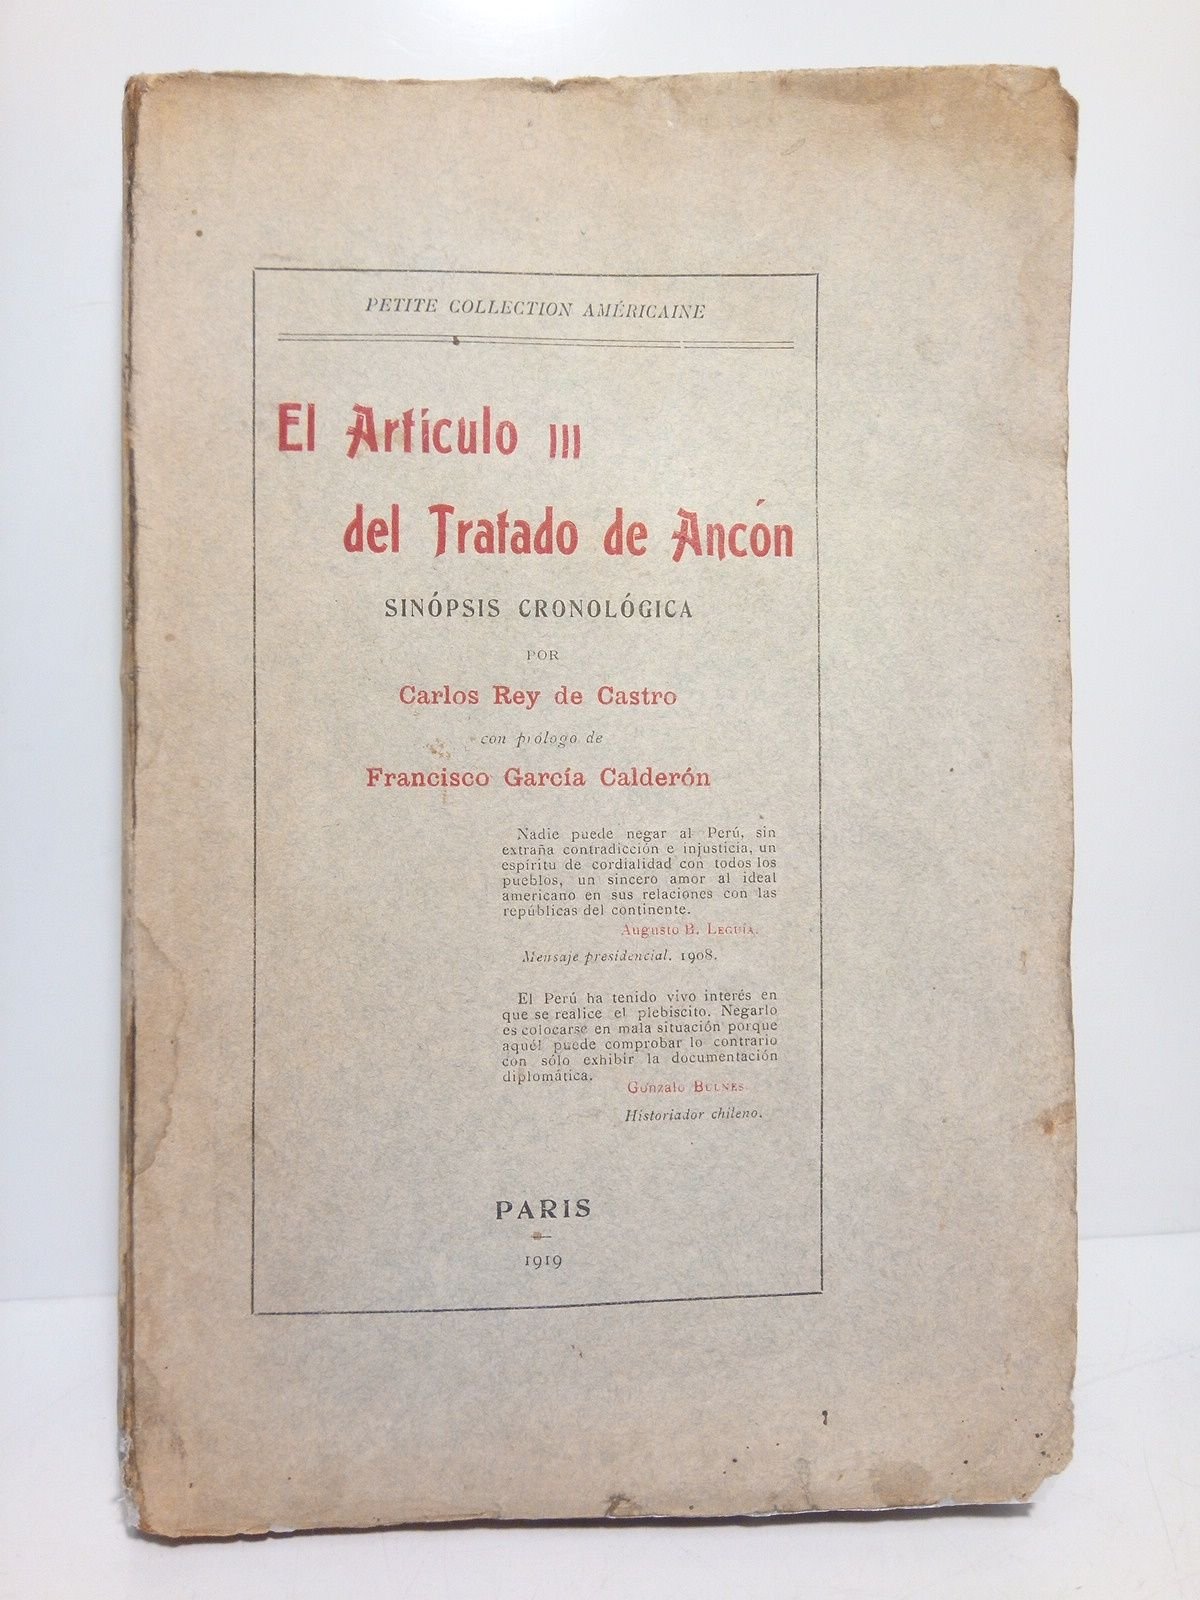 PETITE COLLECTION AMÉRICAINE
El Artículo III
del Tratado de Ancón
SINÓPSIS CRONOLÓGICA
POR
Carlos Rey de Castro
con prólogo de
Francisco García Calderón
Nadie puede negar al Perú, sin
extraña contradicción e injusticia, un
espíritu de cordialidad con todos los
pueblos, un sincero amor al ideal
americano en sus relaciones con las
repúblicas del continente.
Augusto B. LEGUÍA.
Mensaje presidencial. 1908.
El Perú ha tenido vivo interés en
que se realice el plebiscito. Negarlo
es colocarse en mala situación porque
aquél puede comprobar lo contrario
con sólo exhibir la documentación
diplomática.
Gonzalo BULNES.
Historiador chileno.
PARIS
1919